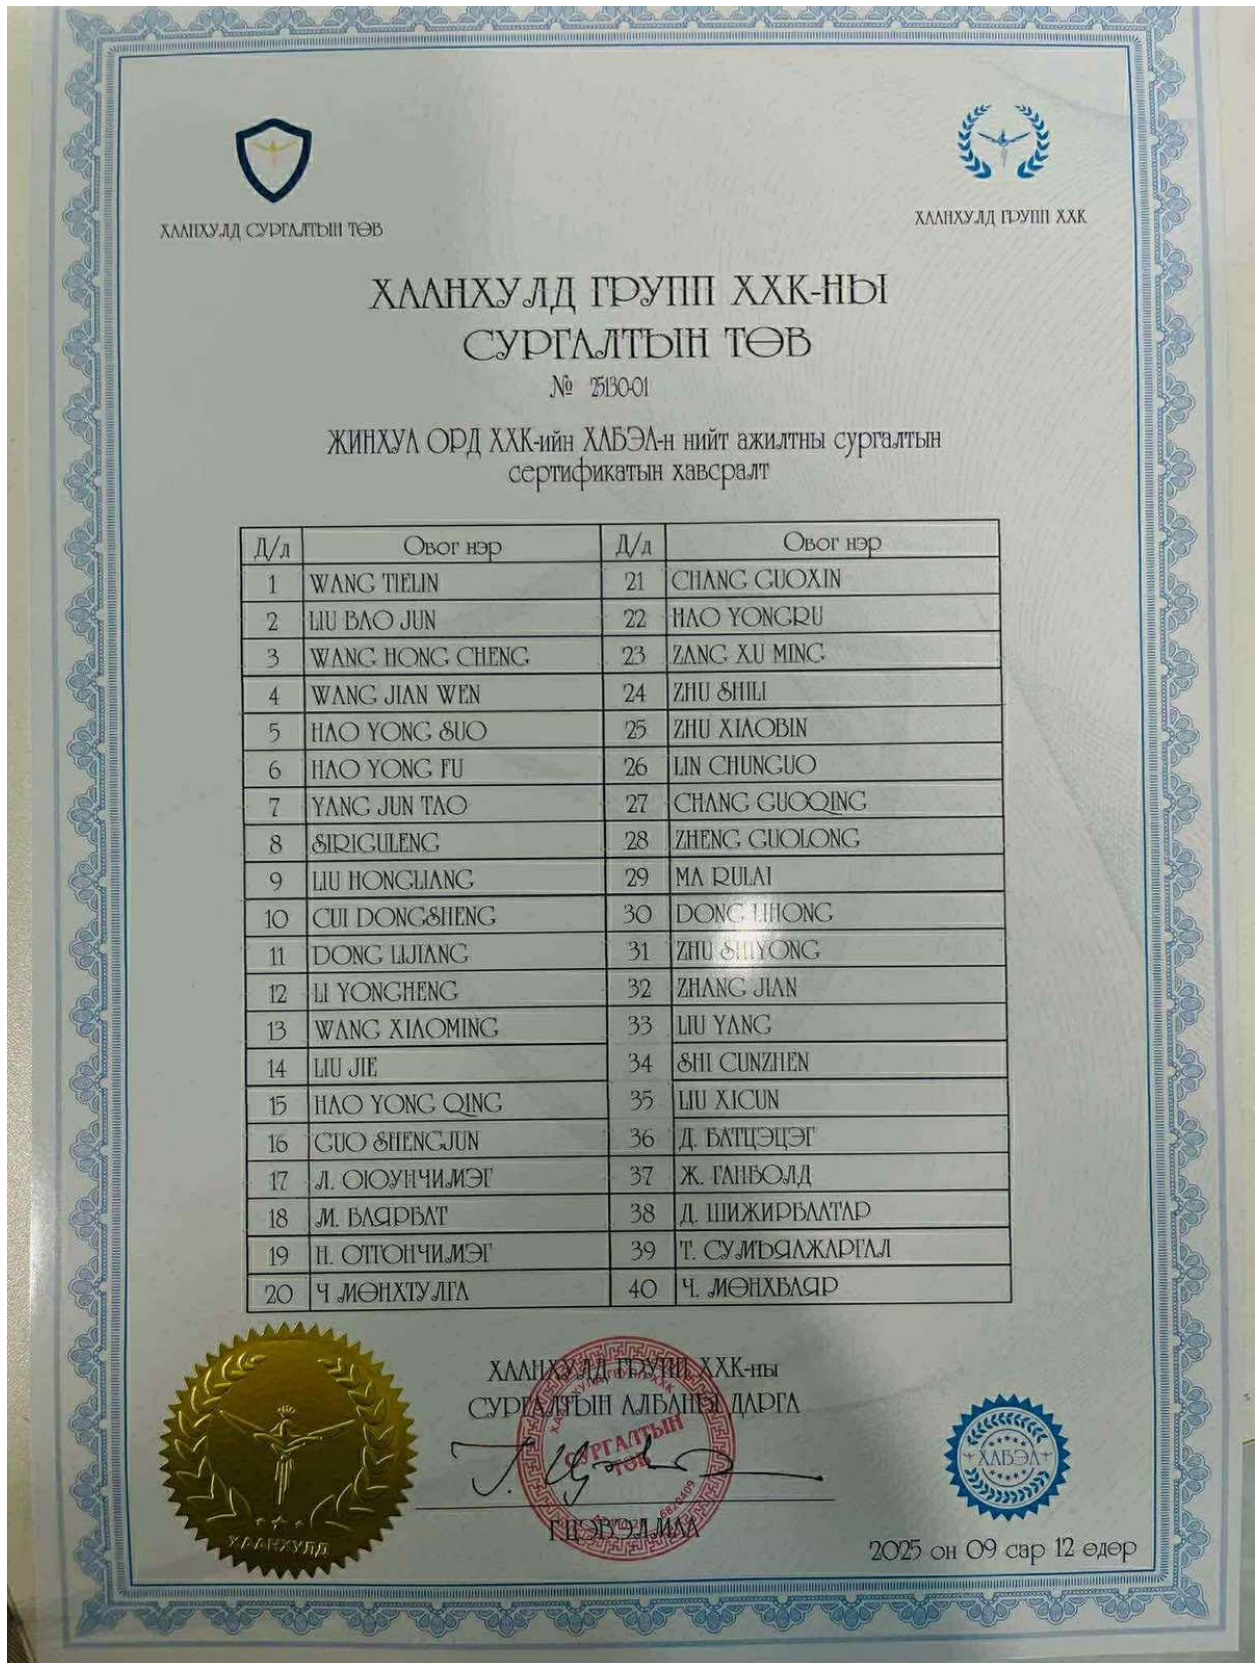 ХААНХУЛД СУРГАЛТЫН ТӨВ
ХААНХУЛД ГРУПП ХХК
ХААНХУЛД ГРУПП ХХК-НЫ
СУРГАЛТЫН ТӨВ
№ 25130-01
ЖИНХУА ОРД ХХК-ийн ХАБЭА-н нийт ажилтны сургалтын
сертификатын хавсралт
Д/д Овог нэр Д/д Овог нэр
1 WANG TIELIN 21 CHANG GUOXIN
2 LIU BAO JUN 22 HAO YONGRU
3 WANG HONG CHENG 23 ZANG XU MING
4 WANG JIAN WEN 24 ZHU SHILI
5 HAO YONG SUO 25 ZHU XIAOBIN
6 HAO YONG FU 26 LIN CHUNGUO
7 YANG JUN TAO 27 CHANG GUOQING
8 SIRIGULENG 28 ZHENG GUOLONG
9 LIU HONGLIANG 29 MA RULAI
10 CUI DONGSHENG 30 DONG LIHONG
11 DONG LIJIANG 31 ZHU SHIYONG
12 LI YONGHENG 32 ZHANG JIAN
13 WANG XIAOMING 33 LIU YANG
14 LIU JIE 34 SHI CUNZHEN
15 HAO YONG QING 35 LIU XICUN
16 GUO SHENGJUN 36 Д. БАТЦЭЦЭГ
17 Л. ОЮУНЧИМЭГ 37 Ж. ГАНБОЛД
18 М. БАЯРБАТ 38 Д. ШИЖИРБААТАР
19 Н. ОТГОНЧИМЭГ 39 Т. СУМЪЯАЖАРГАЛ
20 Ч МӨНХТУЛГА 40 Ч. МӨНХБАЯР
ХААНХУЛД ГРУПП ХХК-ны
СУРГАЛТЫН АЛБАНЫ ДАРГА
СУРГАЛТЫН
ТӨВ
Г.ЦЭВЭЛМАА
ХААНХУЛД
ХАБЭА
2025 он 09 сар 12 өдөр